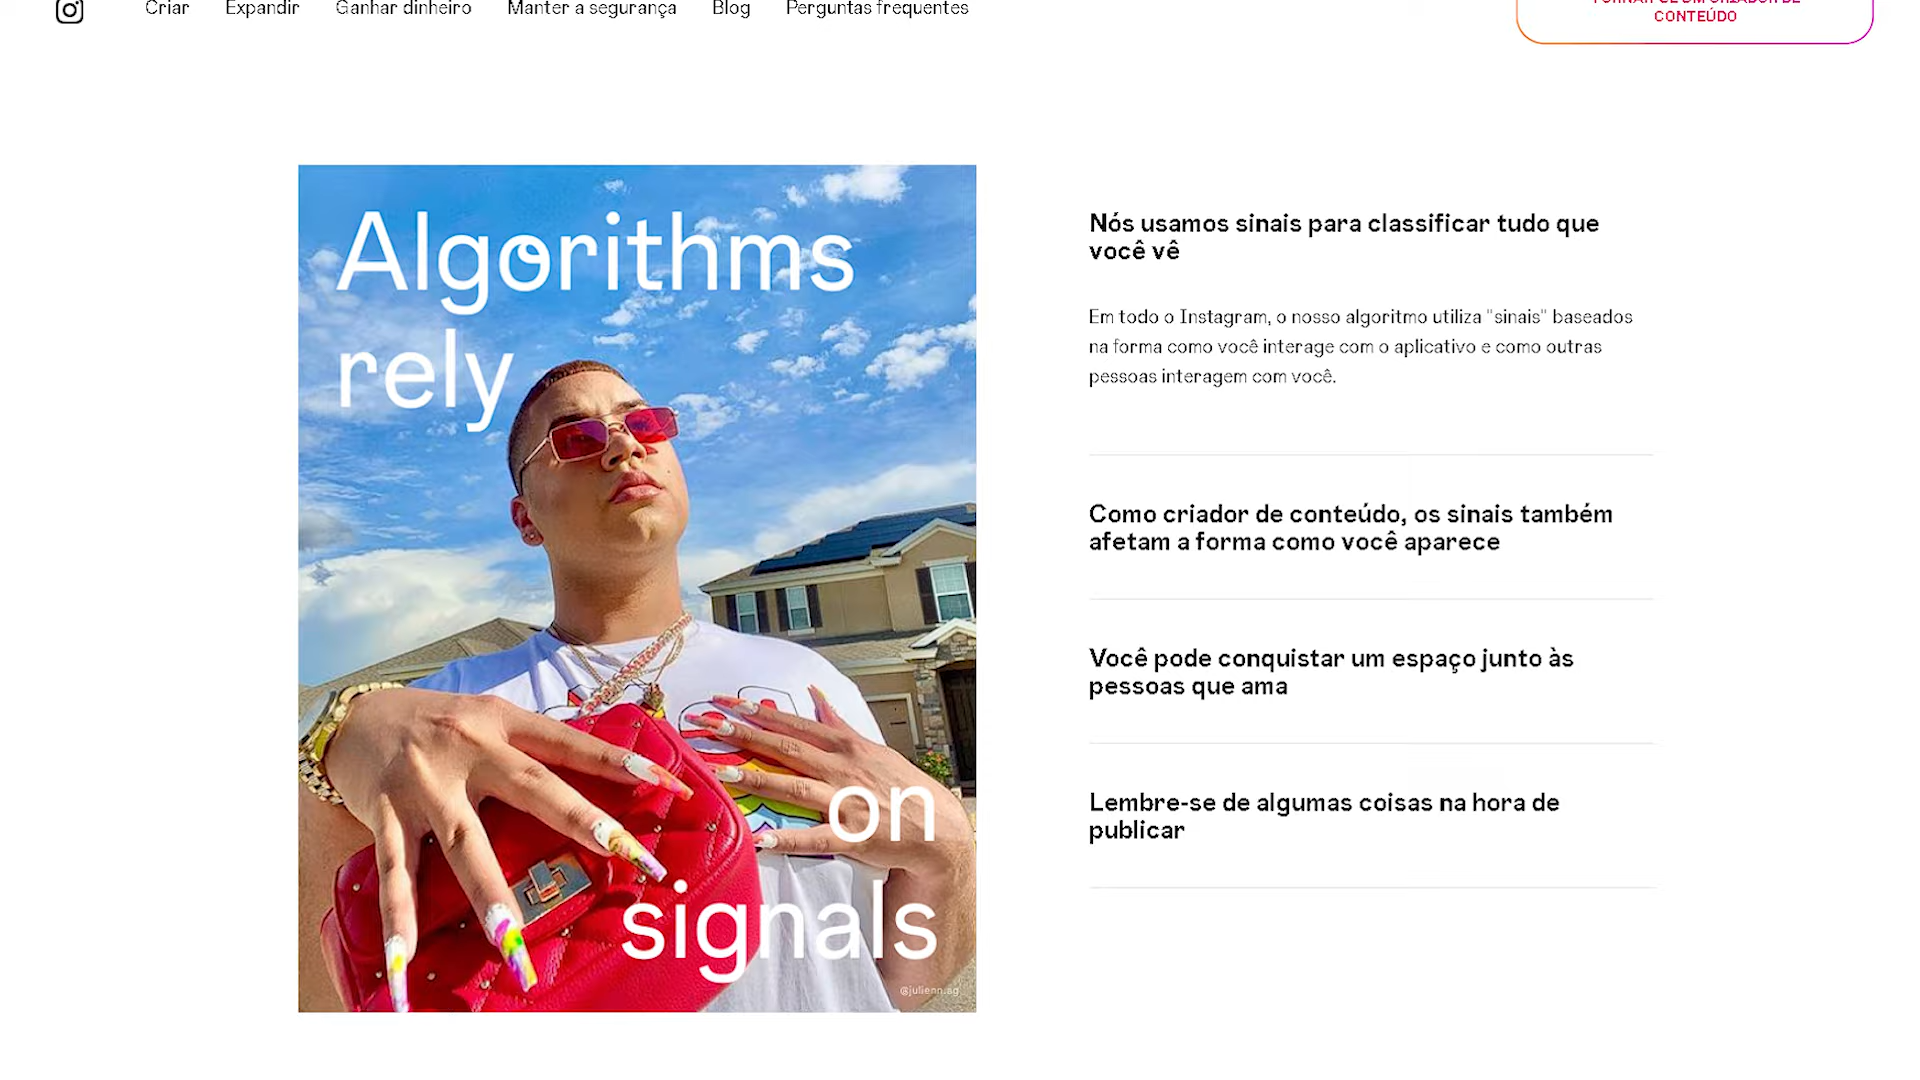 Criar Expandir Ganhar dinheiro Manter a segurança Blog Perguntas frequentes
CONTEÚDO
Algorithms
rely
on
signals
@julienn.ag
Nós usamos sinais para classificar tudo que
você vê
Em todo o Instagram, o nosso algoritmo utiliza "sinais" baseados
na forma como você interage com o aplicativo e como outras
pessoas interagem com você.
Como criador de conteúdo, os sinais também
afetam a forma como você aparece
Você pode conquistar um espaço junto às
pessoas que ama
Lembre-se de algumas coisas na hora de
publicar